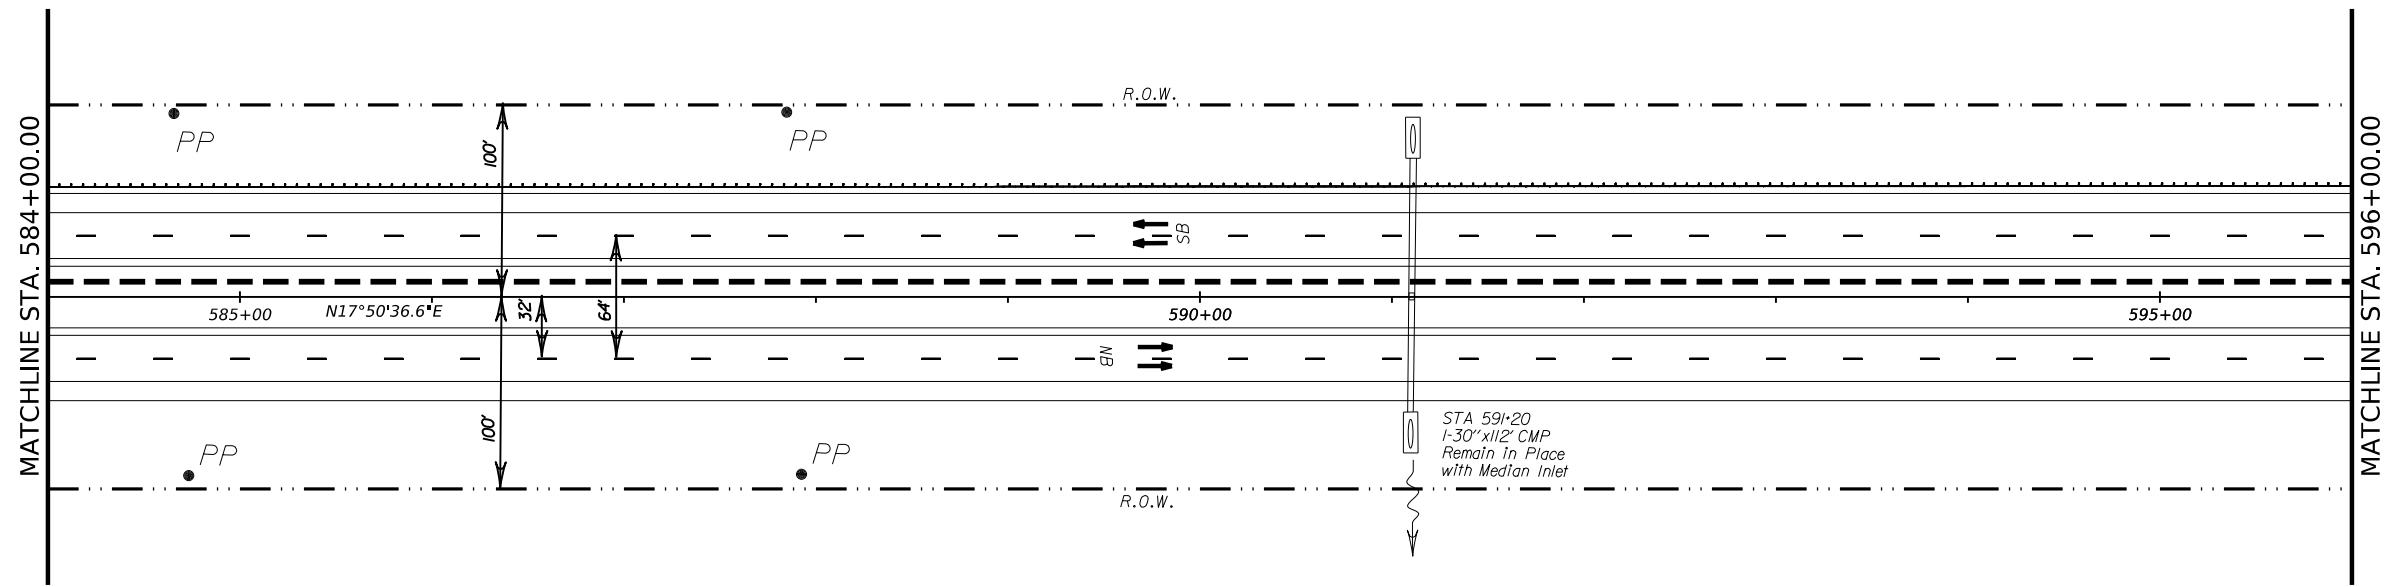 MATCHLINE STA. 584+00.00
R.O.W.
PP
PP
100'
SB
585+00
N17°50'36.6"E
32'
64'
590+00
595+00
NB
100'
PP
PP
STA 591+20
1-30"x112' CMP
Remain in Place
with Median Inlet
R.O.W.
MATCHLINE STA. 596+00.00